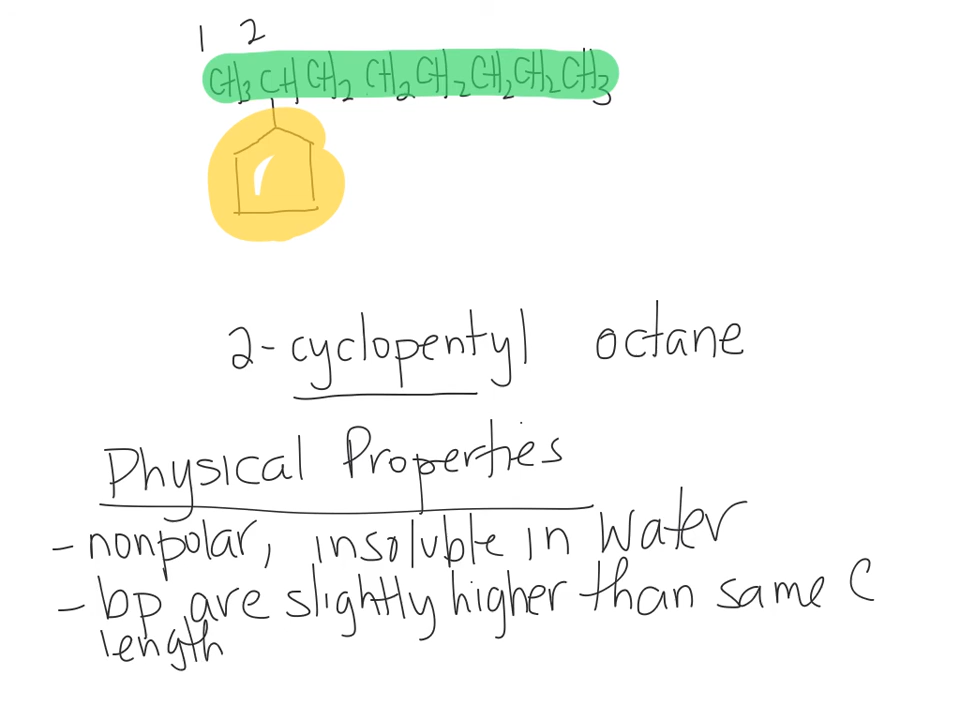 1 2
CH3 CH CH2 CH2 CH2 CH2 CH2 CH3
2-cyclopentyl octane
Physical Properties
- nonpolar, insoluble in water
- bp are slightly higher than same C
length